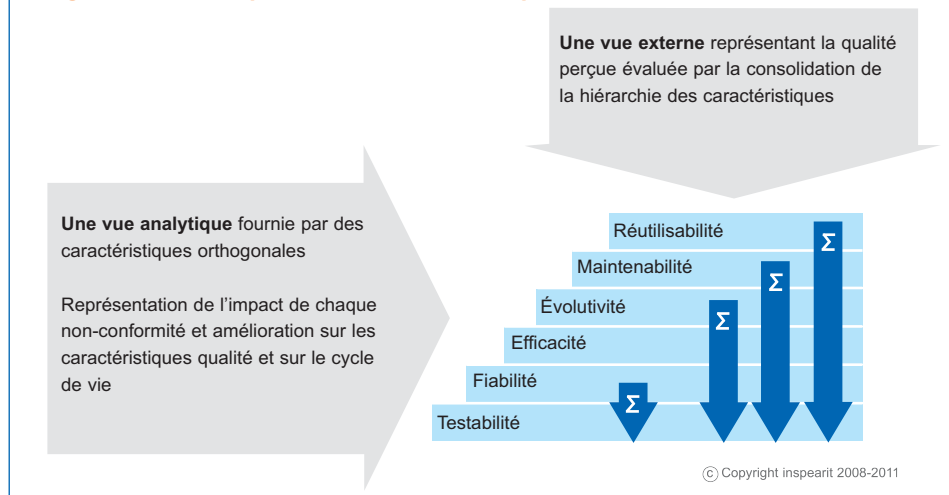 Une vue externe représentant la qualité
perçue évaluée par la consolidation de
la hiérarchie des caractéristiques
Une vue analytique fournie par des
caractéristiques orthogonales
Représentation de l'impact de chaque
non-conformité et amélioration sur les
caractéristiques qualité et sur le cycle
de vie
Réutilisabilité
Σ
Maintenabilité
Σ
Évolutivité
Σ
Efficacité
Fiabilité
Σ
Testabilité
© Copyright inspearit 2008-2011